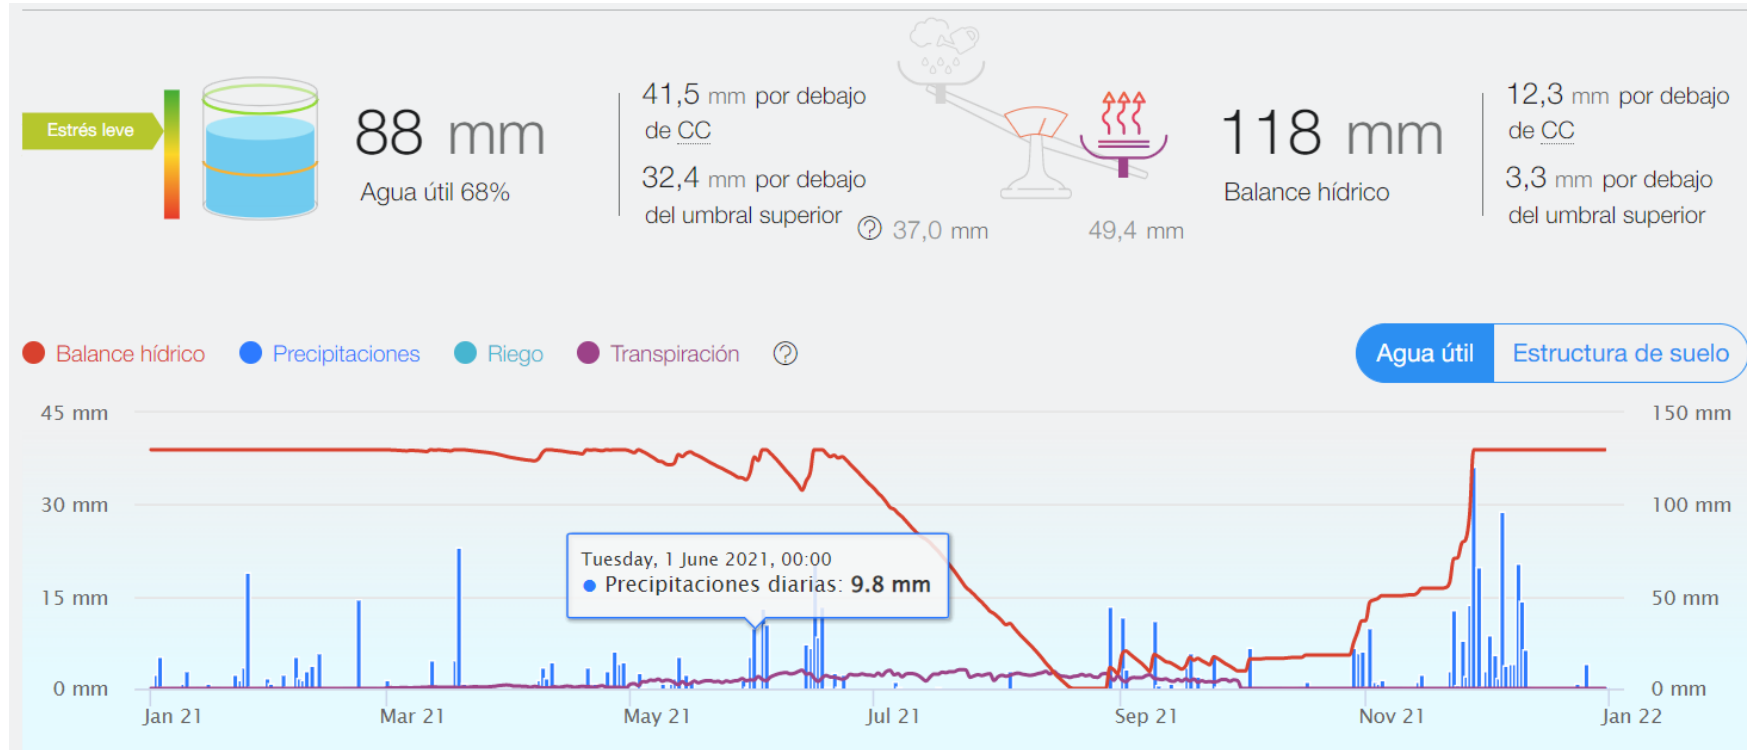 Estrés leve
88 mm
Agua útil 68%
41,5 mm por debajo
de CC
32,4 mm por debajo
del umbral superior
? 37,0 mm
49,4 mm
118 mm
Balance hídrico
12,3 mm por debajo
de CC
3,3 mm por debajo
del umbral superior
Balance hídrico
Precipitaciones
Riego
Transpiración
?
Agua útil
Estructura de suelo
45 mm
150 mm
30 mm
100 mm
Tuesday, 1 June 2021, 00:00
Precipitaciones diarias: 9.8 mm
15 mm
50 mm
0 mm
0 mm
Jan 21
Mar 21
May 21
Jul 21
Sep 21
Nov 21
Jan 22